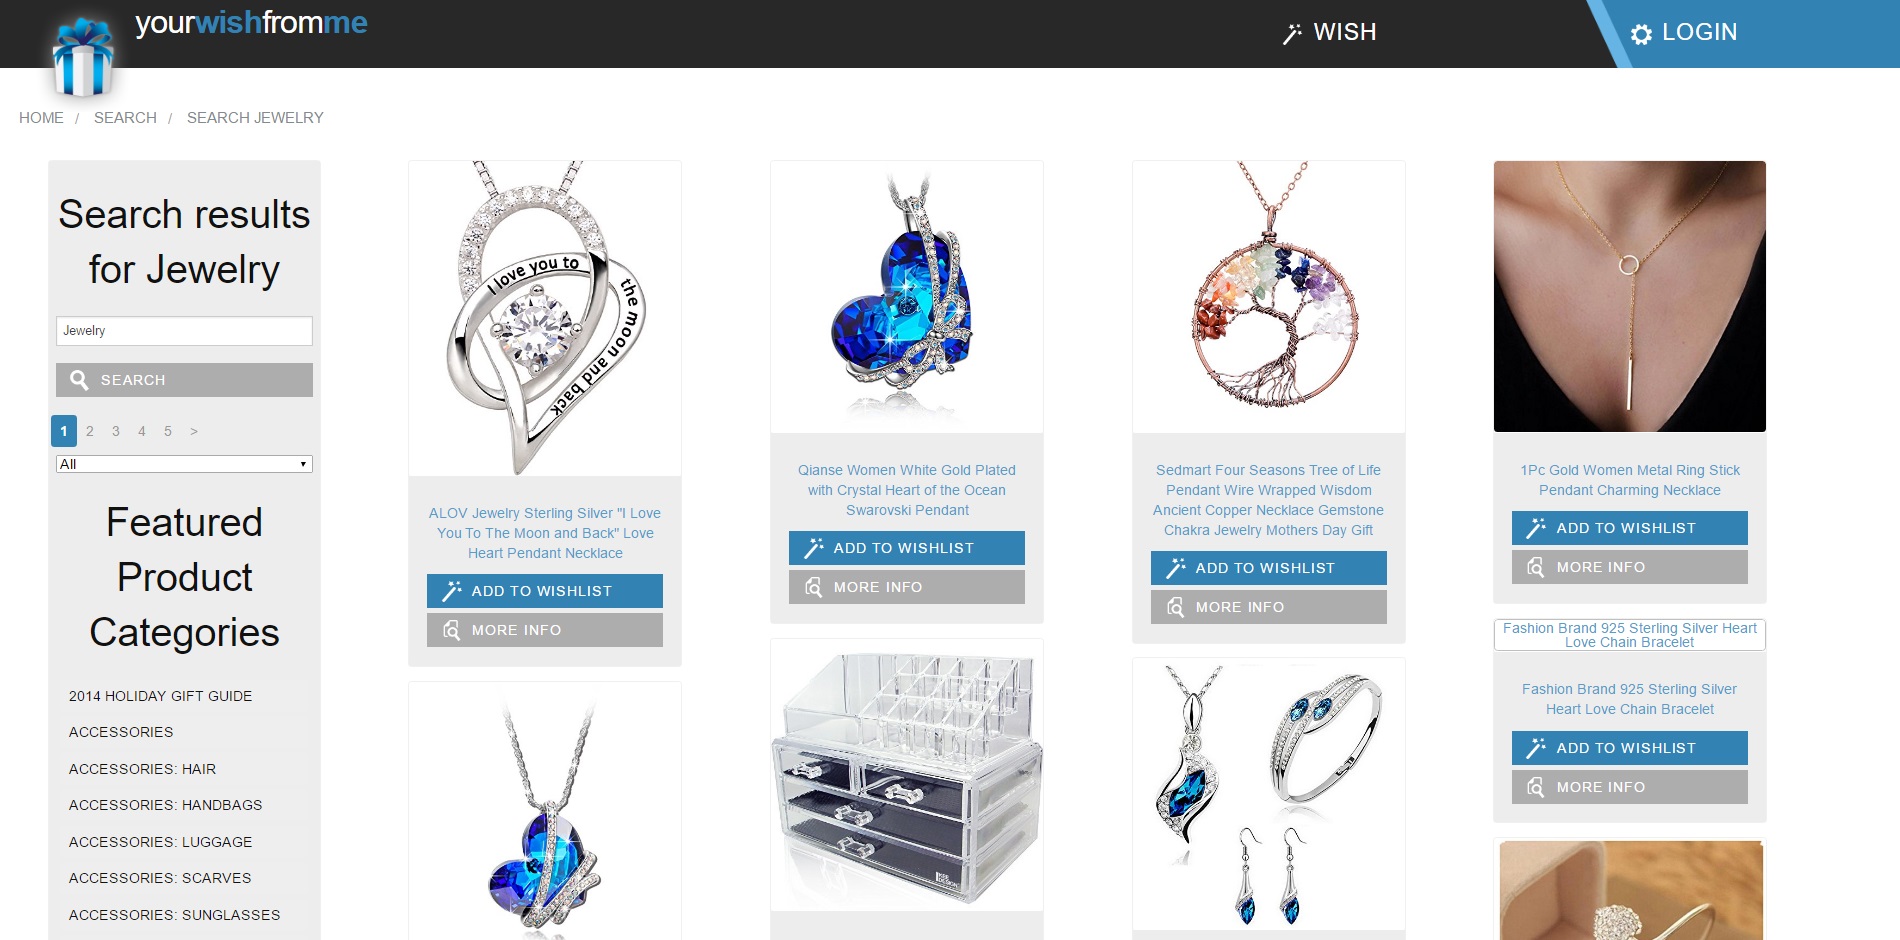 yourwishfromme
WISH
LOGIN
HOME / SEARCH / SEARCH JEWELRY
Search results
for Jewelry
Jewelry
SEARCH
1 2 3 4 5 >
All
Featured
Product
Categories
2014 HOLIDAY GIFT GUIDE
ACCESSORIES
ACCESSORIES: HAIR
ACCESSORIES: HANDBAGS
ACCESSORIES: LUGGAGE
ACCESSORIES: SCARVES
ACCESSORIES: SUNGLASSES
I love you to
the moon and back
ALOV Jewelry Sterling Silver "I Love
You To The Moon and Back" Love
Heart Pendant Necklace
ADD TO WISHLIST
MORE INFO
Qianse Women White Gold Plated
with Crystal Heart of the Ocean
Swarovski Pendant
ADD TO WISHLIST
MORE INFO
KEE
DESIGN
Sedmart Four Seasons Tree of Life
Pendant Wire Wrapped Wisdom
Ancient Copper Necklace Gemstone
Chakra Jewelry Mothers Day Gift
ADD TO WISHLIST
MORE INFO
1Pc Gold Women Metal Ring Stick
Pendant Charming Necklace
ADD TO WISHLIST
MORE INFO
Fashion Brand 925 Sterling Silver Heart
Love Chain Bracelet
Fashion Brand 925 Sterling Silver
Heart Love Chain Bracelet
ADD TO WISHLIST
MORE INFO